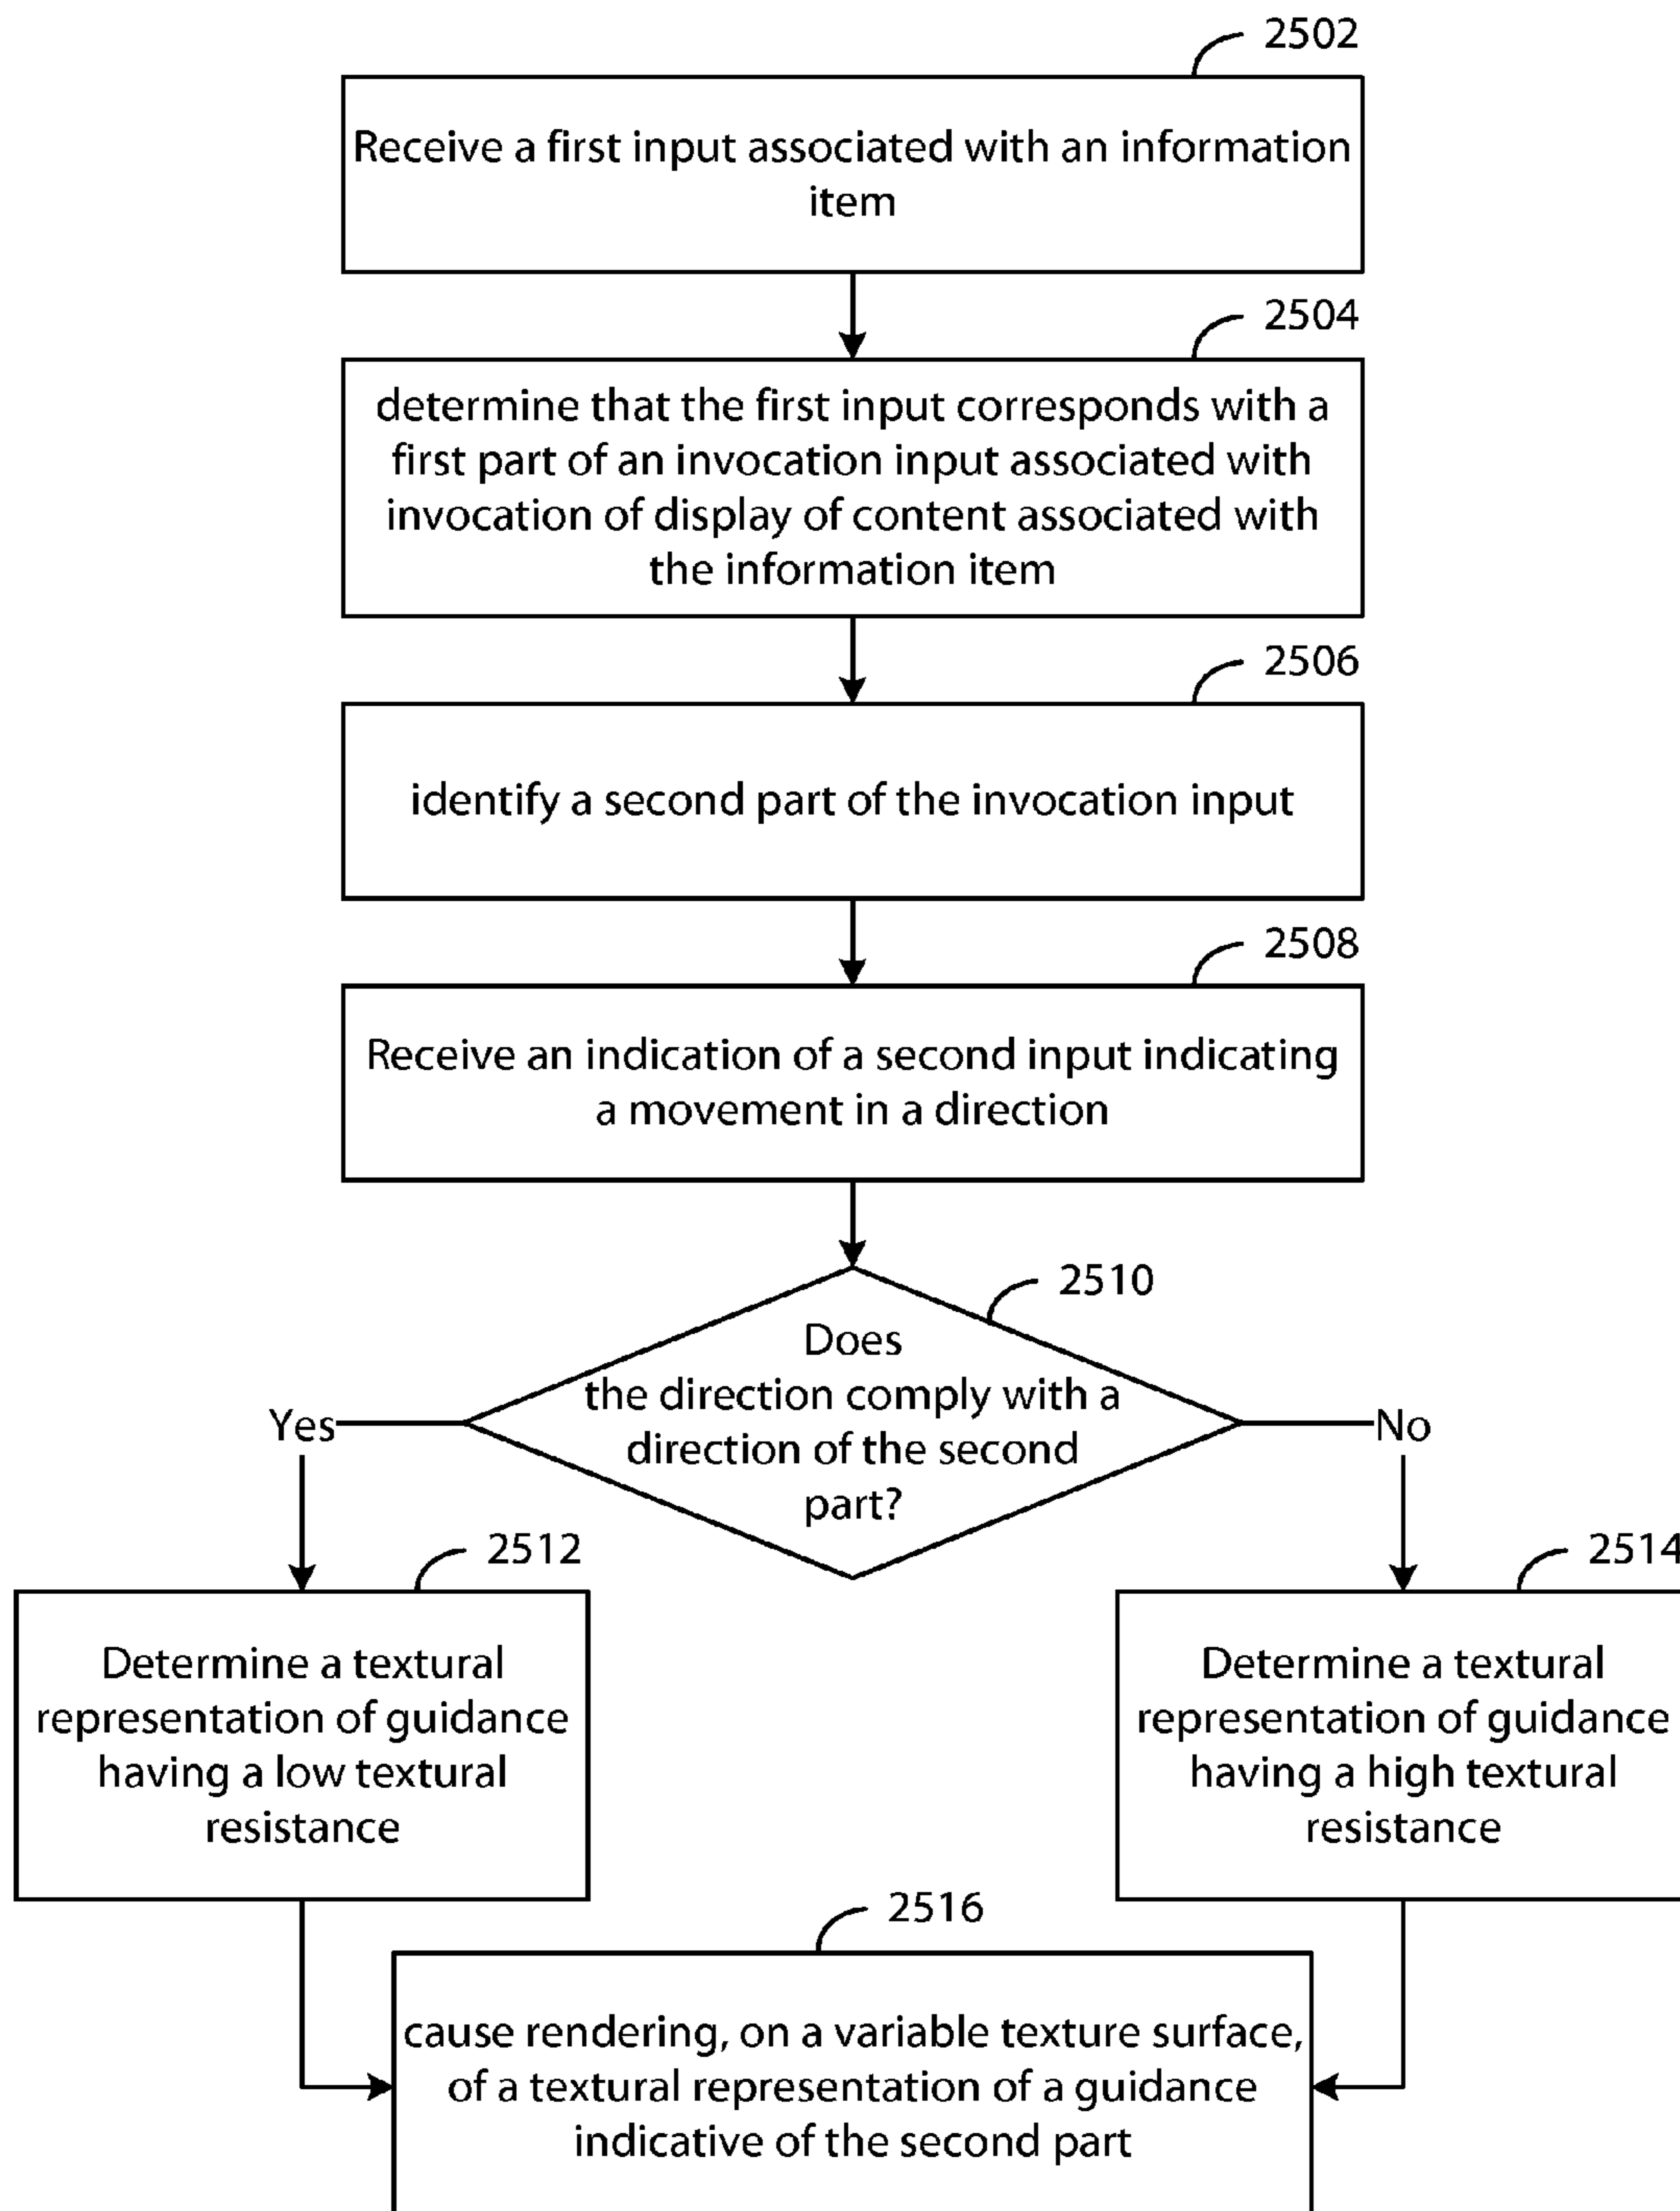 2502
Receive a first input associated with an information
item
2504
determine that the first input corresponds with a
first part of an invocation input associated with
invocation of display of content associated with
the information item
2506
identify a second part of the invocation input
2508
Receive an indication of a second input indicating
a movement in a direction
2510
Does
the direction comply with a
direction of the second
part?
Yes
No
2512
Determine a textural
representation of guidance
having a low textural
resistance
2514
Determine a textural
representation of guidance
having a high textural
resistance
2516
cause rendering, on a variable texture surface,
of a textural representation of a guidance
indicative of the second part